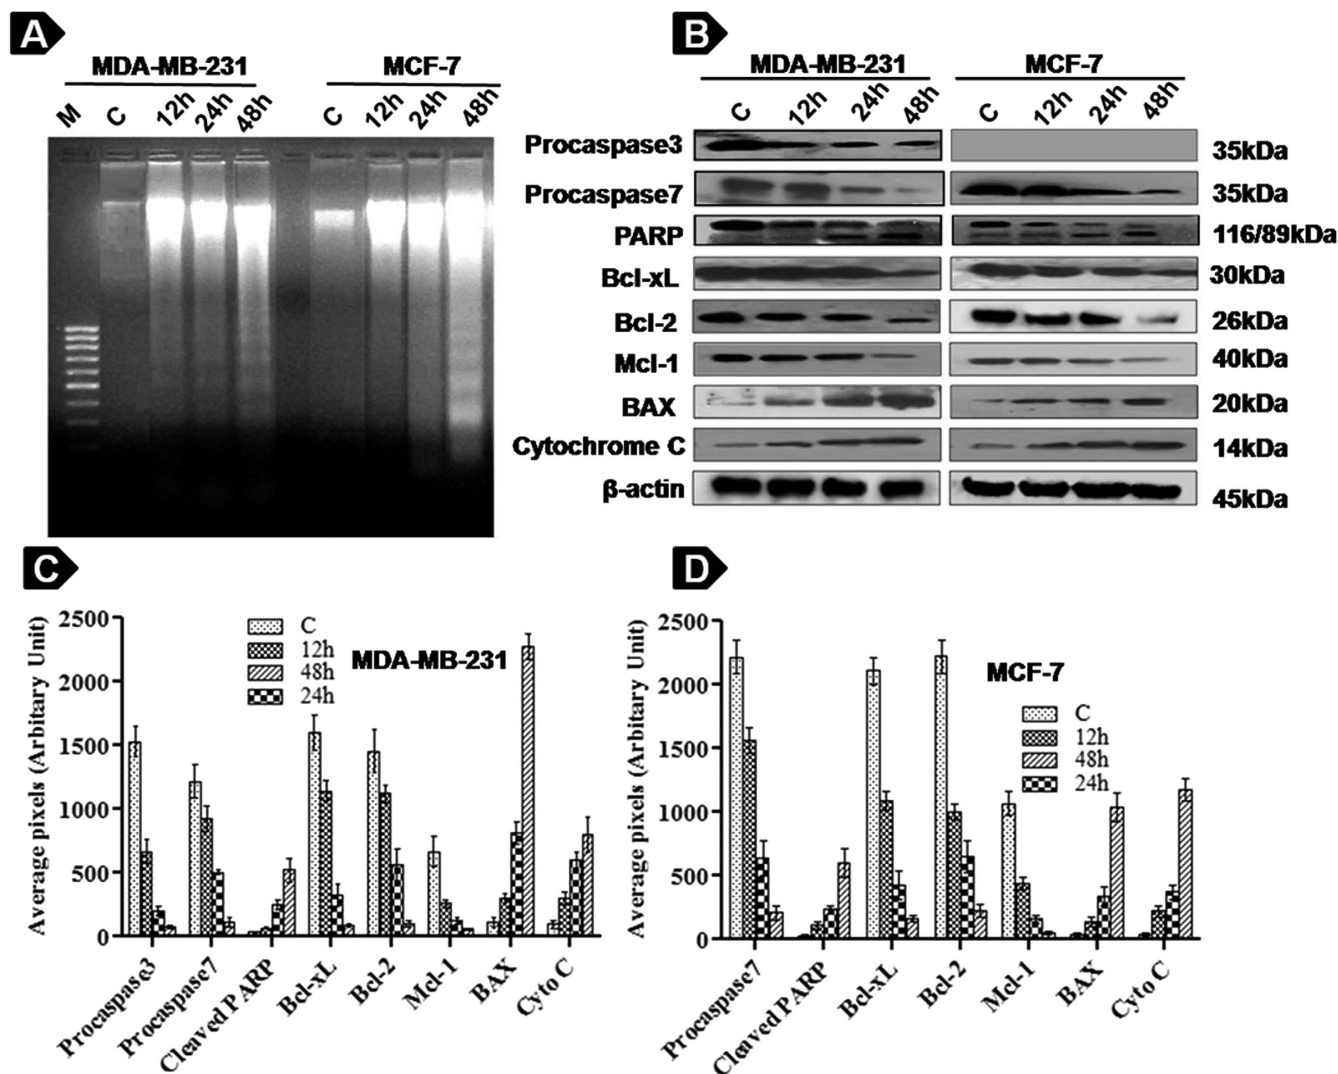 A
MDA-MB-231 MCF-7
M C 12h 24h 48h C 12h 24h 48h
B
MDA-MB-231 MCF-7
C 12h 24h 48h C 12h 24h 48h
Procaspase3 35kDa
Procaspase7 35kDa
PARP 116/89kDa
Bcl-xL 30kDa
Bcl-2 26kDa
Mcl-1 40kDa
BAX 20kDa
Cytochrome C 14kDa
β-actin 45kDa
C
Average pixels (Arbitary Unit)
2500
2000
1500
1000
500
0
C
12h
48h
24h
MDA-MB-231
Procaspase3 Procaspase7 Cleaved PARP Bcl-xL Bcl-2 Mcl-1 BAX Cyto C
D
Average pixels (Arbitary Unit)
2500
2000
1500
1000
500
0
MCF-7
C
12h
48h
24h
Procaspase7 Cleaved PARP Bcl-xL Bcl-2 Mcl-1 BAX Cyto C